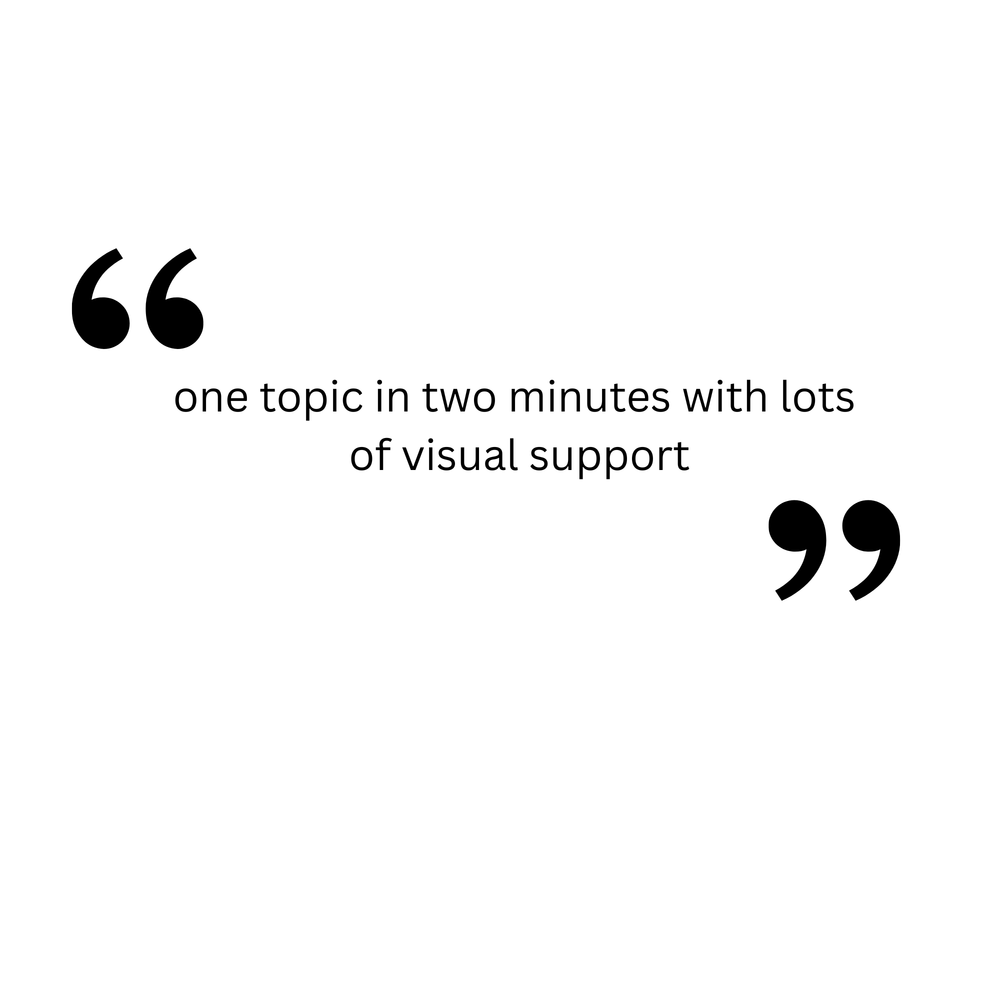 “
one topic in two minutes with lots
of visual support
”